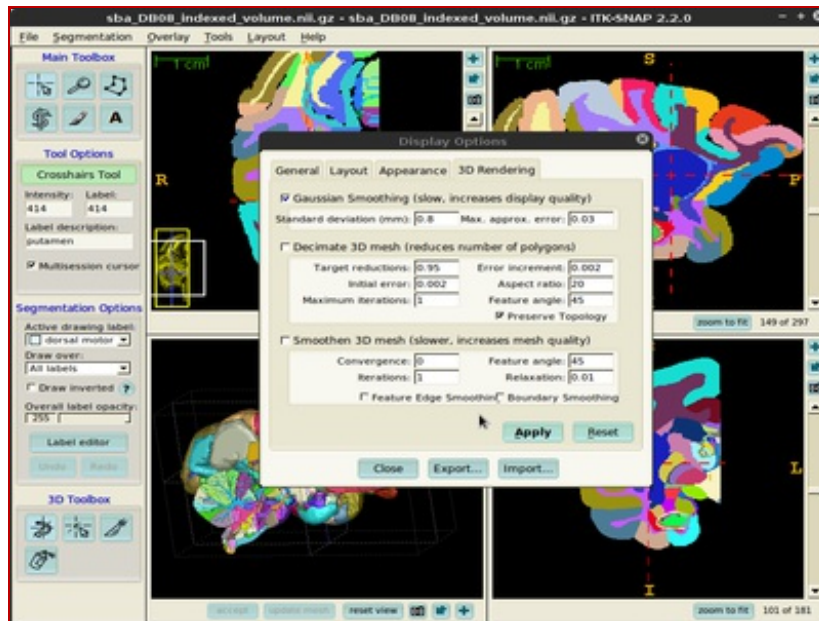 sba_DB08_indexed_volume.nii.gz - sba_DB08_indexed_volume.nii.gz - ITK-SNAP 2.2.0
File Segmentation Overlay Tools Layout Help
Main Toolbox
A
Tool Options
Crosshairs Tool
Intensity: Label:
414 414
Label description:
putamen
Multisession cursor
Segmentation Options
Active drawing label:
dorsal motor
Draw over:
All labels
Draw inverted ?
Overall label opacity:
255
Label editor
Undo Redo
3D Toolbox
1 cm
R
1 cm
S
P
zoom to fit 149 of 297
Display Options
General Layout Appearance 3D Rendering
Gaussian Smoothing (slow, increases display quality)
Standard deviation (mm): 0.8 Max. approx. error: 0.03
Decimate 3D mesh (reduces number of polygons)
Target reductions: 0.95 Error increment: 0.002
Initial error: 0.002 Aspect ratio: 20
Maximum iterations: 1 Feature angle: 45
Preserve Topology
Smoothen 3D mesh (slower, increases mesh quality)
Convergence: 0 Feature angle: 45
Iterations: 1 Relaxation: 0.01
Feature Edge Smoothin Boundary Smoothing
Apply Reset
Close Export... Import...
accept update mesh reset view
L
I
zoom to fit 101 of 181